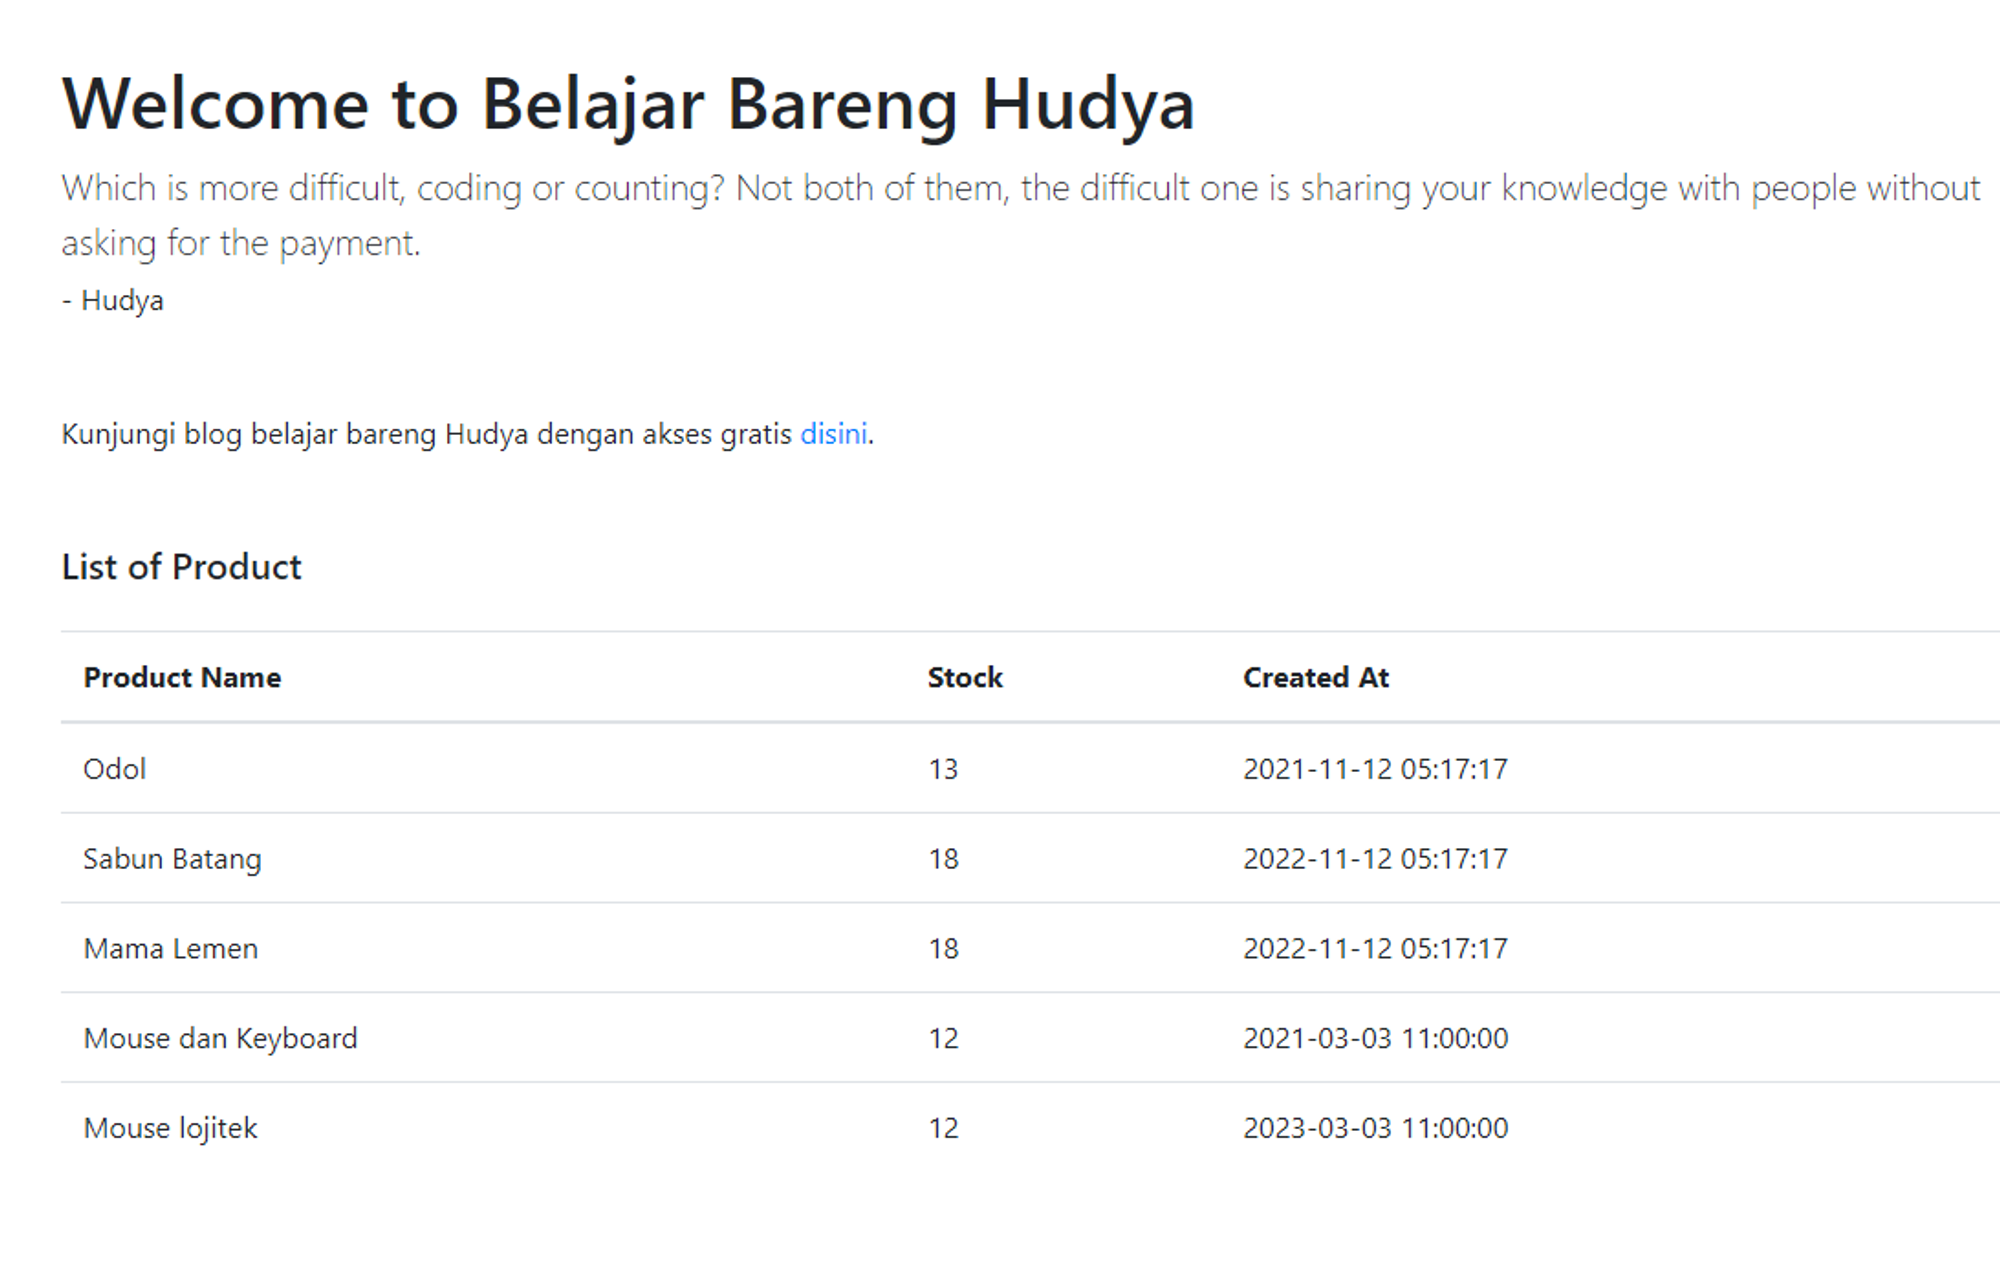 Welcome to Belajar Bareng Hudya
Which is more difficult, coding or counting? Not both of them, the difficult one is sharing your knowledge with people without
asking for the payment.
- Hudya
Kunjungi blog belajar bareng Hudya dengan akses gratis disini.
List of Product
Product Name Stock Created At
Odol 13 2021-11-12 05:17:17
Sabun Batang 18 2022-11-12 05:17:17
Mama Lemen 18 2022-11-12 05:17:17
Mouse dan Keyboard 12 2021-03-03 11:00:00
Mouse lojitek 12 2023-03-03 11:00:00